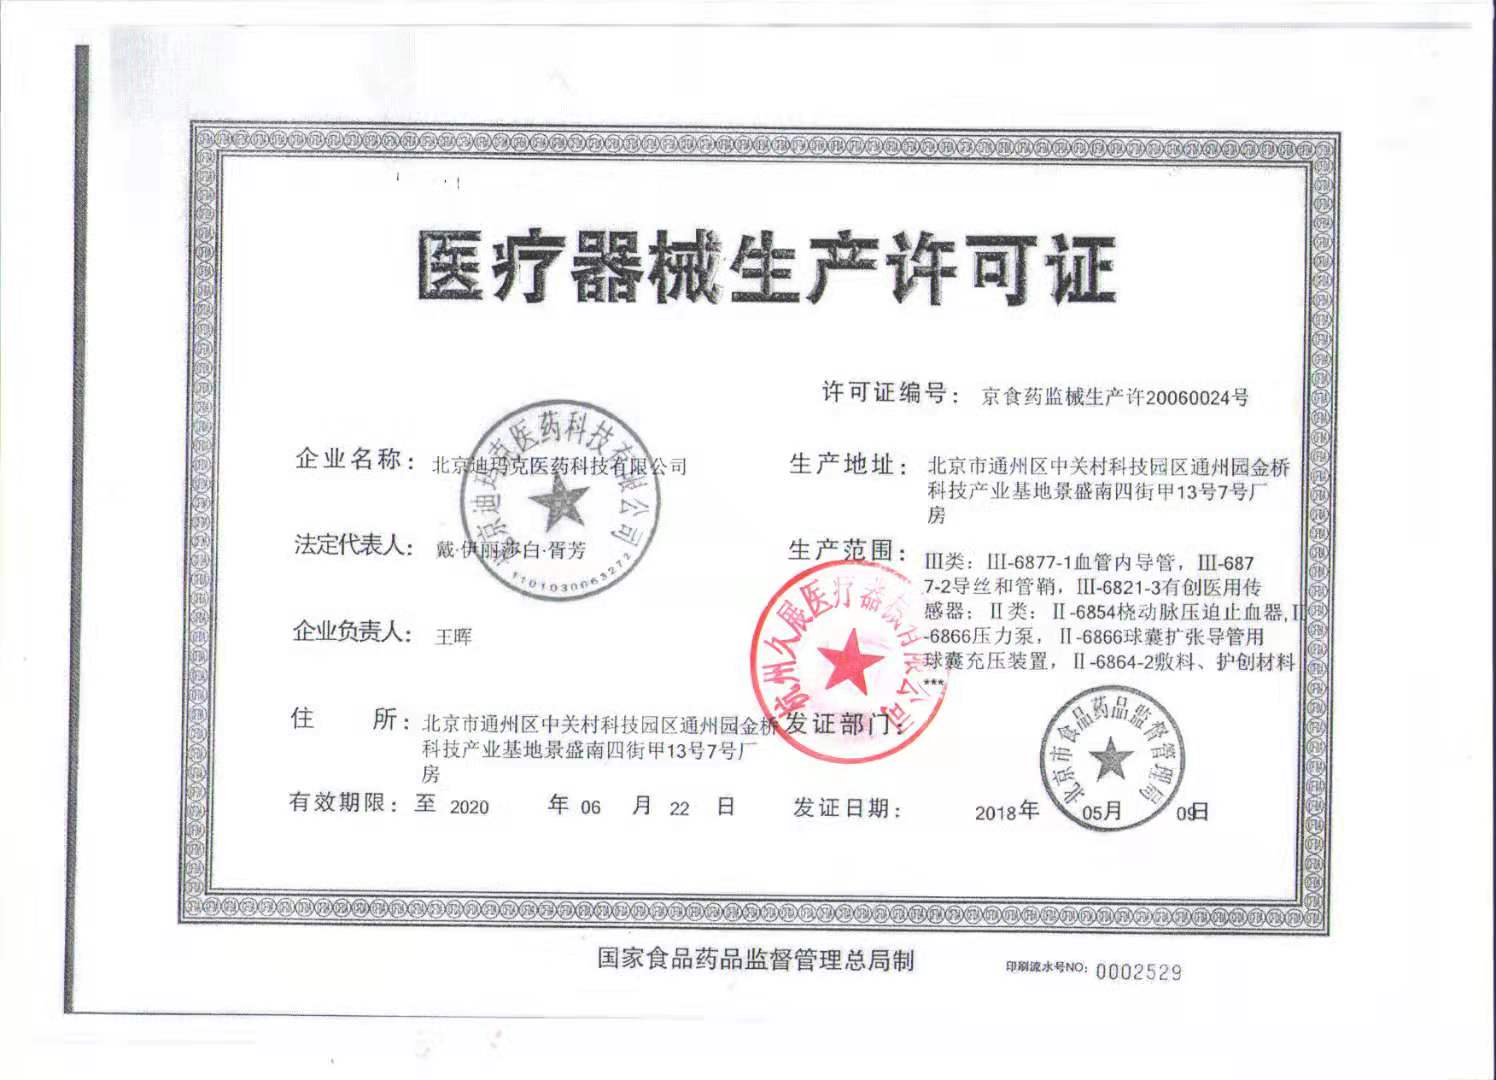 医疗器械生产许可证
许可证编号：京食药监械生产许20060024号
企业名称：北京迪玛克医药科技有限公司
法定代表人：戴·伊丽莎白·胥芳
企业负责人：王晖
住 所：北京市通州区中关村科技园区通州园金桥
科技产业基地景盛南四街甲13号7号厂
房
有效期限：至 2020 年 06 月 22 日
生产地址：北京市通州区中关村科技园区通州园金桥
科技产业基地景盛南四街甲13号7号厂
房
生产范围：III类：III-6877-1血管内导管，III-687
7-2导丝和管鞘，III-6821-3有创医用传
感器；II类：II-6854桡动脉压迫止血器,II
-6866压力泵，II-6866球囊扩张导管用
球囊充压装置，II-6864-2敷料、护创材料
***
发证部门：
发证日期：2018年 05月 09日
北京迪玛克医药科技有限公司
1101030063272
杭州久展医疗器械有限公司
北京市食品药品监督管理局
国家食品药品监督管理总局制
印刷流水号NO：0002529